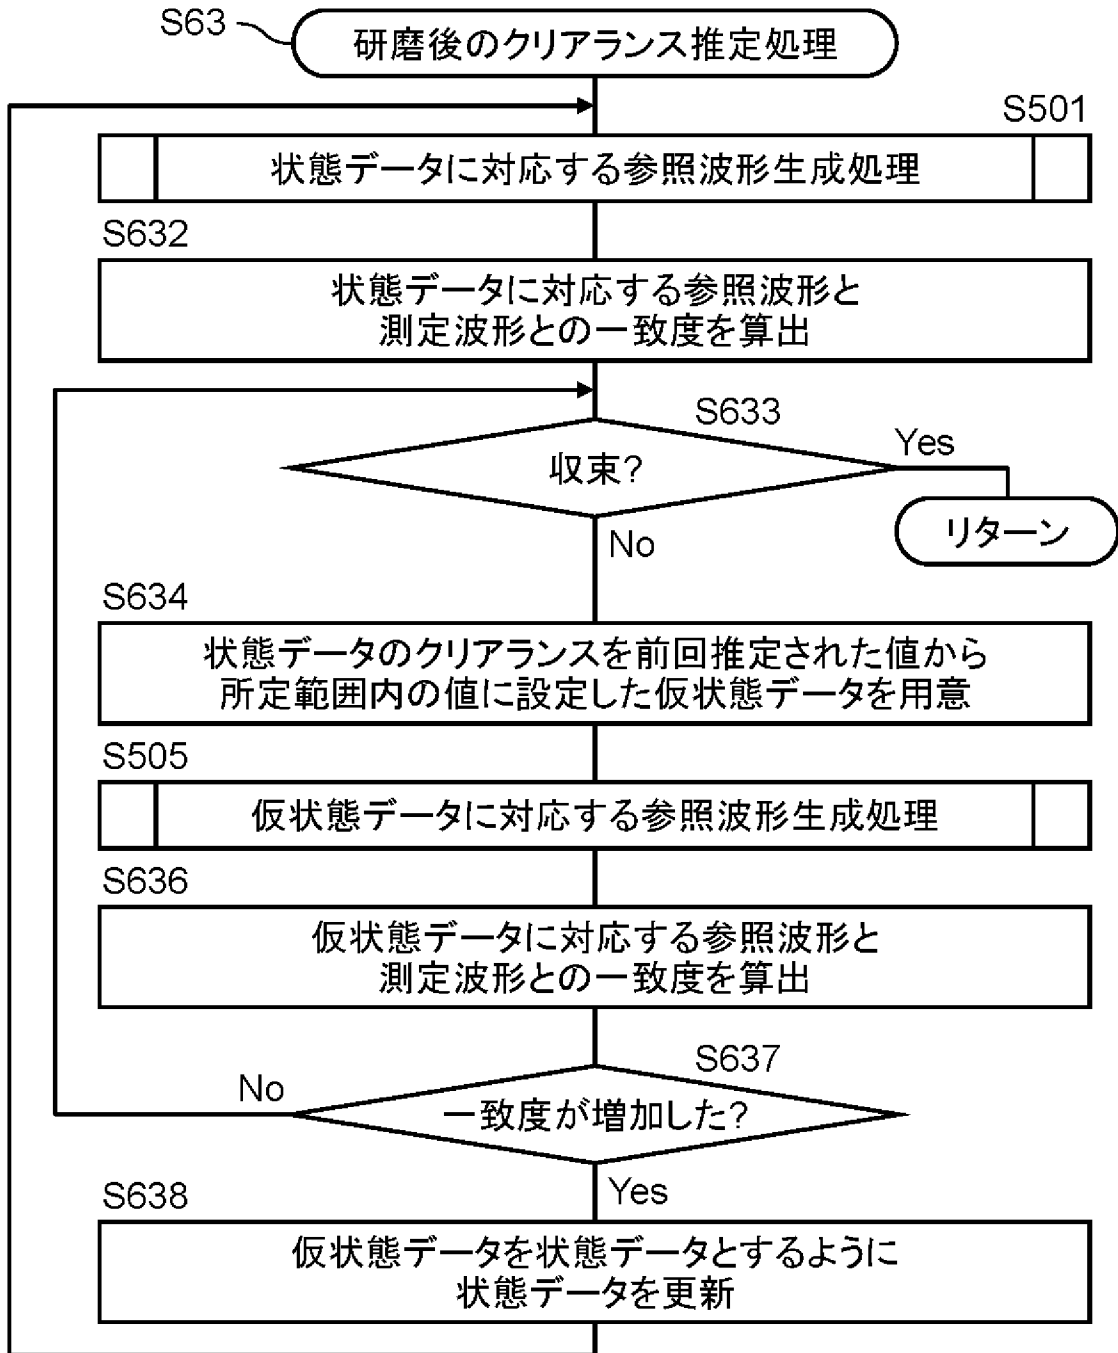 S63
研磨後のクリアランス推定処理
S501
状態データに対応する参照波形生成処理
S632
状態データに対応する参照波形と
測定波形との一致度を算出
S633
収束?
Yes
リターン
No
S634
状態データのクリアランスを前回推定された値から
所定範囲内の値に設定した仮状態データを用意
S505
仮状態データに対応する参照波形生成処理
S636
仮状態データに対応する参照波形と
測定波形との一致度を算出
S637
No
一致度が増加した?
Yes
S638
仮状態データを状態データとするように
状態データを更新